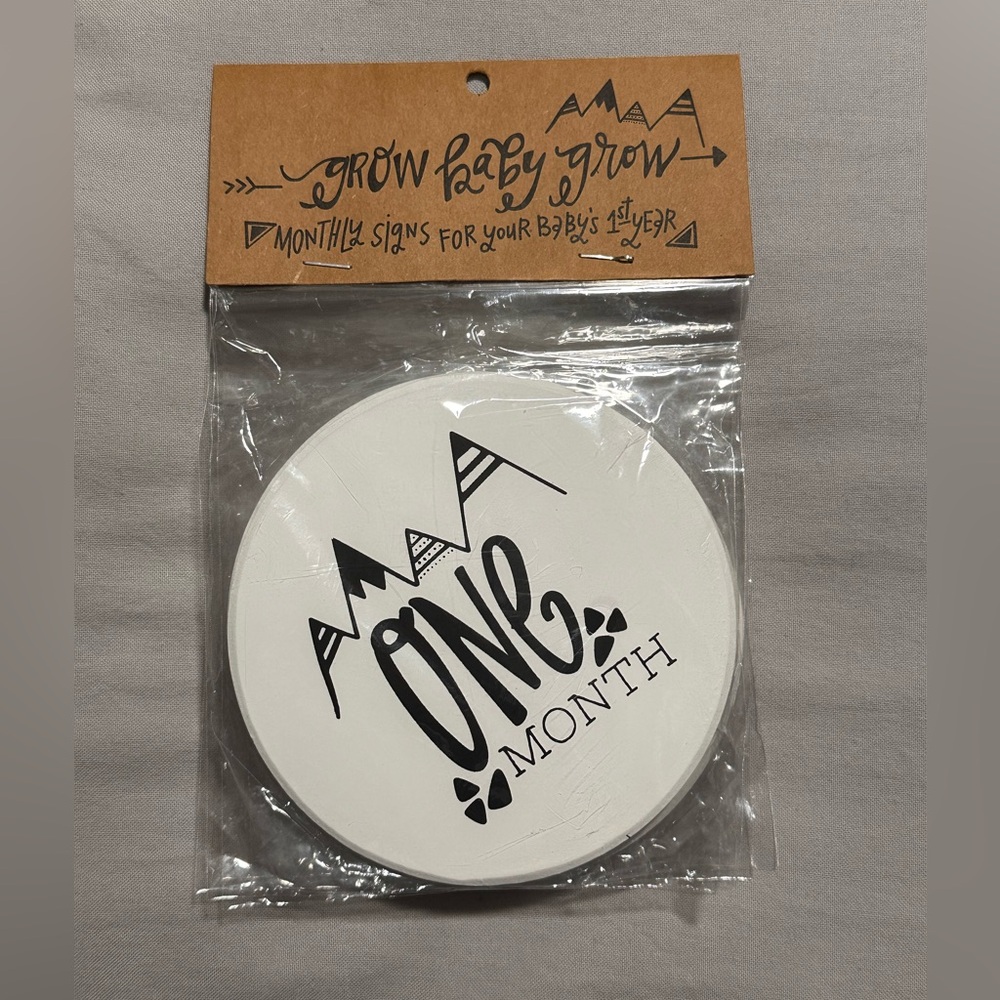 GROW baby grow
MONTHLY SigNS FOR YOUR BABY'S 1st YEAR
ONE
MONTH